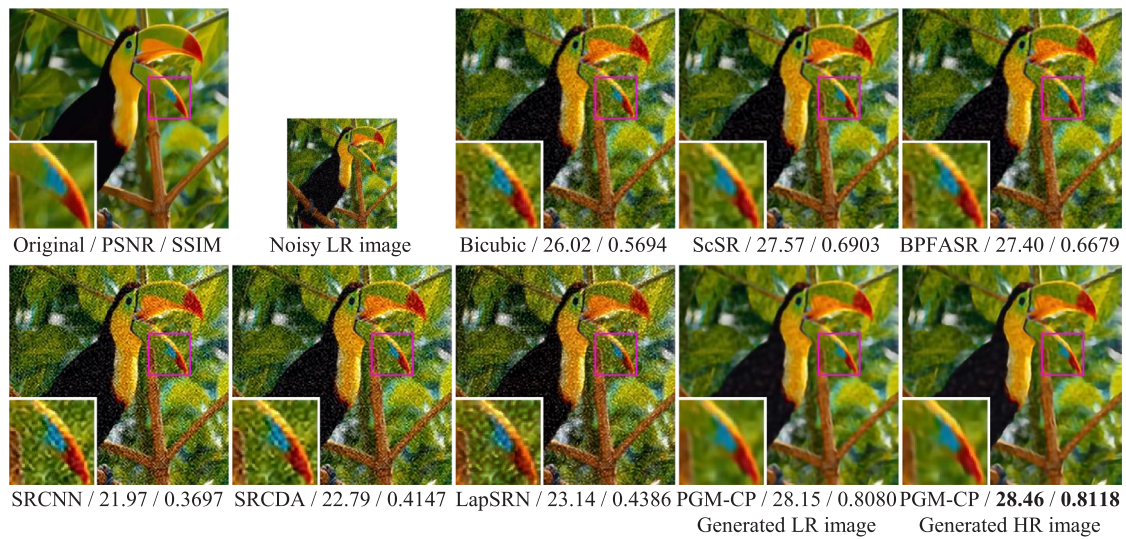 Original / PSNR / SSIM
Noisy LR image
Bicubic / 26.02 / 0.5694
ScSR / 27.57 / 0.6903
BPFASR / 27.40 / 0.6679
SRCNN / 21.97 / 0.3697
SRCDA / 22.79 / 0.4147
LapSRN / 23.14 / 0.4386
PGM-CP / 28.15 / 0.8080
Generated LR image
PGM-CP / 28.46 / 0.8118
Generated HR image